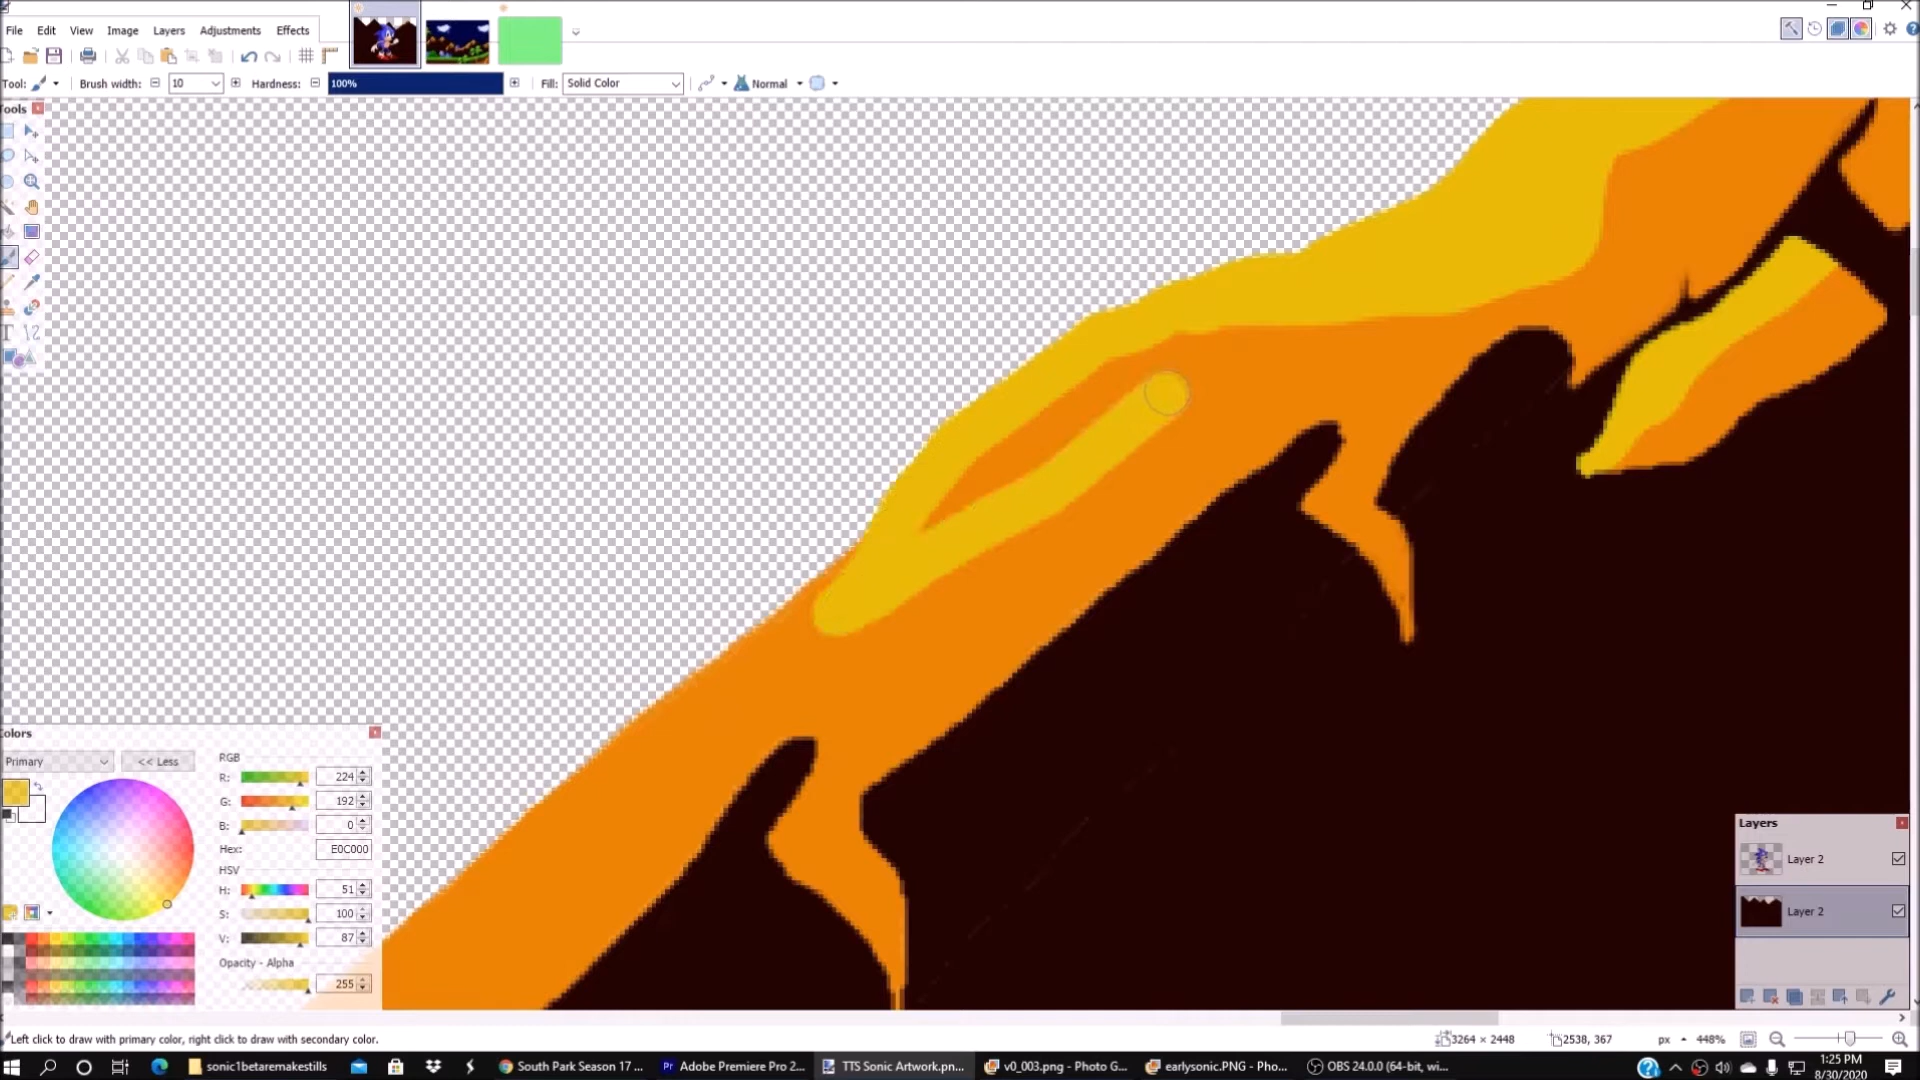 File Edit View Image Layers Adjustments Effects
Tool: Brush width: 10 Hardness: 100% Fill: Solid Color Normal
Tools
Colors
Primary << Less
RGB
R: 224
G: 192
B: 0
Hex: E0C000
HSV
H: 51
S: 100
V: 87
Opacity - Alpha
255
Layers
Layer 2
Layer 2
Left click to draw with primary color, right click to draw with secondary color. 3264 × 2448 2538, 367 px 448%
sonic1betaremakestills South Park Season 17 ... Adobe Premiere Pro 2... TTS Sonic Artwork.pn... v0_003.png - Photo G... earlysonic.PNG - Pho... OBS 24.0.0 (64-bit, wi... 1:25 PM
8/30/2020